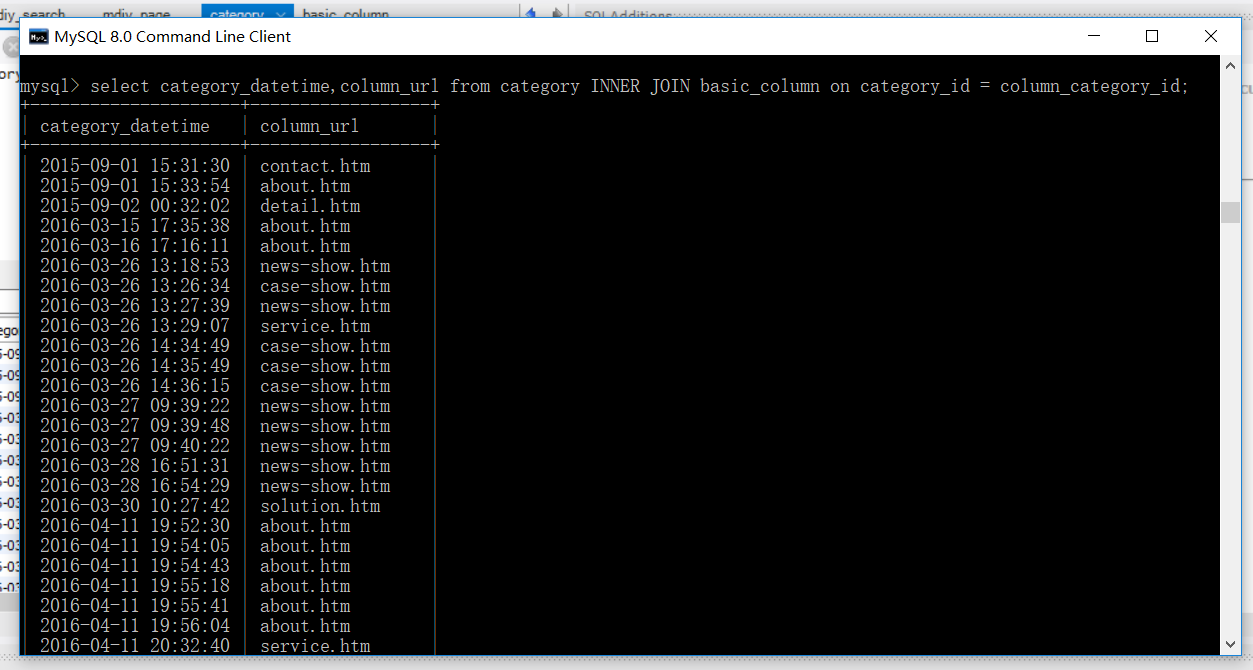 diy_search mdiy_page category basic_column SQLAdditions
MySQL 8.0 Command Line Client
mysql> select category_datetime,column_url from category INNER JOIN basic_column on category_id = column_category_id;
+---------------------+------------------+
| category_datetime | column_url |
+---------------------+------------------+
| 2015-09-01 15:31:30 | contact.htm |
| 2015-09-01 15:33:54 | about.htm |
| 2015-09-02 00:32:02 | detail.htm |
| 2016-03-15 17:35:38 | about.htm |
| 2016-03-16 17:16:11 | about.htm |
| 2016-03-26 13:18:53 | news-show.htm |
| 2016-03-26 13:26:34 | case-show.htm |
| 2016-03-26 13:27:39 | news-show.htm |
| 2016-03-26 13:29:07 | service.htm |
| 2016-03-26 14:34:49 | case-show.htm |
| 2016-03-26 14:35:49 | case-show.htm |
| 2016-03-26 14:36:15 | case-show.htm |
| 2016-03-27 09:39:22 | news-show.htm |
| 2016-03-27 09:39:48 | news-show.htm |
| 2016-03-27 09:40:22 | news-show.htm |
| 2016-03-28 16:51:31 | news-show.htm |
| 2016-03-28 16:54:29 | news-show.htm |
| 2016-03-30 10:27:42 | solution.htm |
| 2016-04-11 19:52:30 | about.htm |
| 2016-04-11 19:54:05 | about.htm |
| 2016-04-11 19:54:43 | about.htm |
| 2016-04-11 19:55:18 | about.htm |
| 2016-04-11 19:55:41 | about.htm |
| 2016-04-11 19:56:04 | about.htm |
| 2016-04-11 20:32:40 | service.htm |